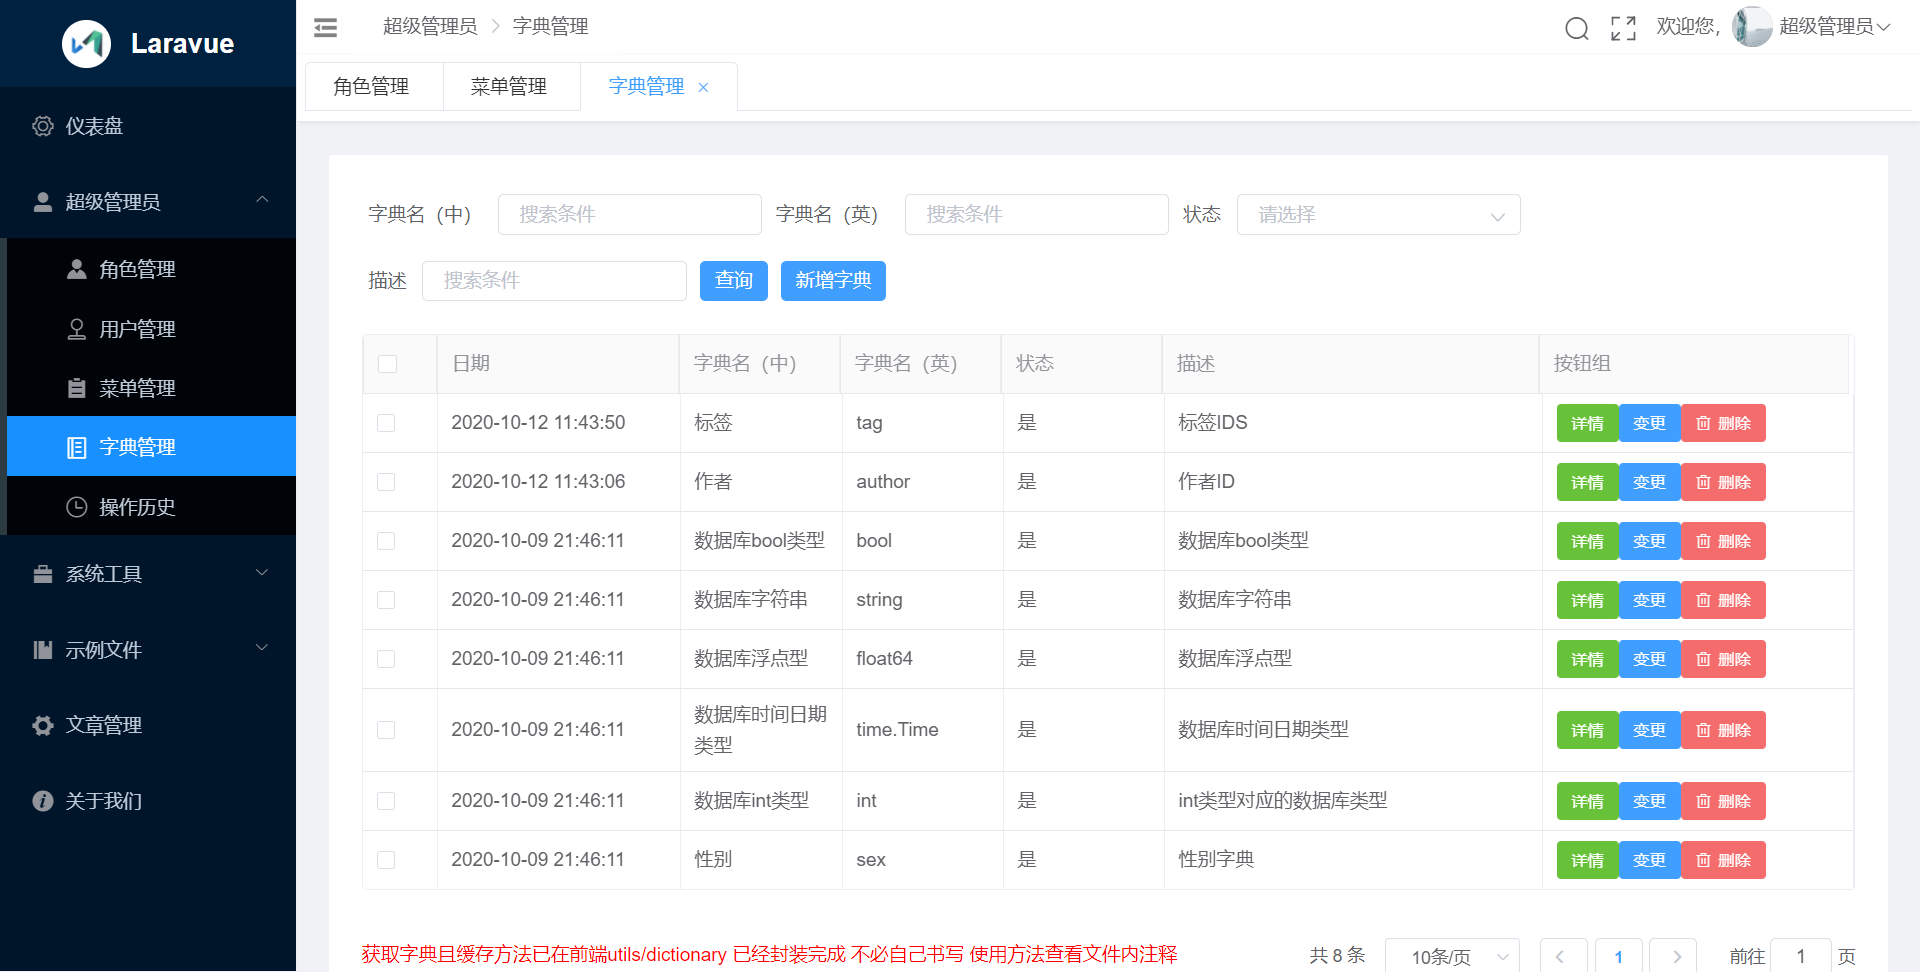 Laravue
仪表盘
超级管理员
角色管理
用户管理
菜单管理
字典管理
操作历史
系统工具
示例文件
文章管理
关于我们
超级管理员 字典管理
欢迎您, 超级管理员
角色管理 菜单管理 字典管理
字典名（中） 搜索条件 字典名（英） 搜索条件 状态 请选择
描述 搜索条件 查询 新增字典
日期 字典名（中） 字典名（英） 状态 描述 按钮组
2020-10-12 11:43:50 标签 tag 是 标签IDS 详情 变更 删除
2020-10-12 11:43:06 作者 author 是 作者ID 详情 变更 删除
2020-10-09 21:46:11 数据库bool类型 bool 是 数据库bool类型 详情 变更 删除
2020-10-09 21:46:11 数据库字符串 string 是 数据库字符串 详情 变更 删除
2020-10-09 21:46:11 数据库浮点型 float64 是 数据库浮点型 详情 变更 删除
2020-10-09 21:46:11 数据库时间日期类型 time.Time 是 数据库时间日期类型 详情 变更 删除
2020-10-09 21:46:11 数据库int类型 int 是 int类型对应的数据库类型 详情 变更 删除
2020-10-09 21:46:11 性别 sex 是 性别字典 详情 变更 删除
获取字典且缓存方法已在前端utils/dictionary 已经封装完成 不必自己书写 使用方法查看文件内注释
共 8 条 10条/页 1 前往 1 页